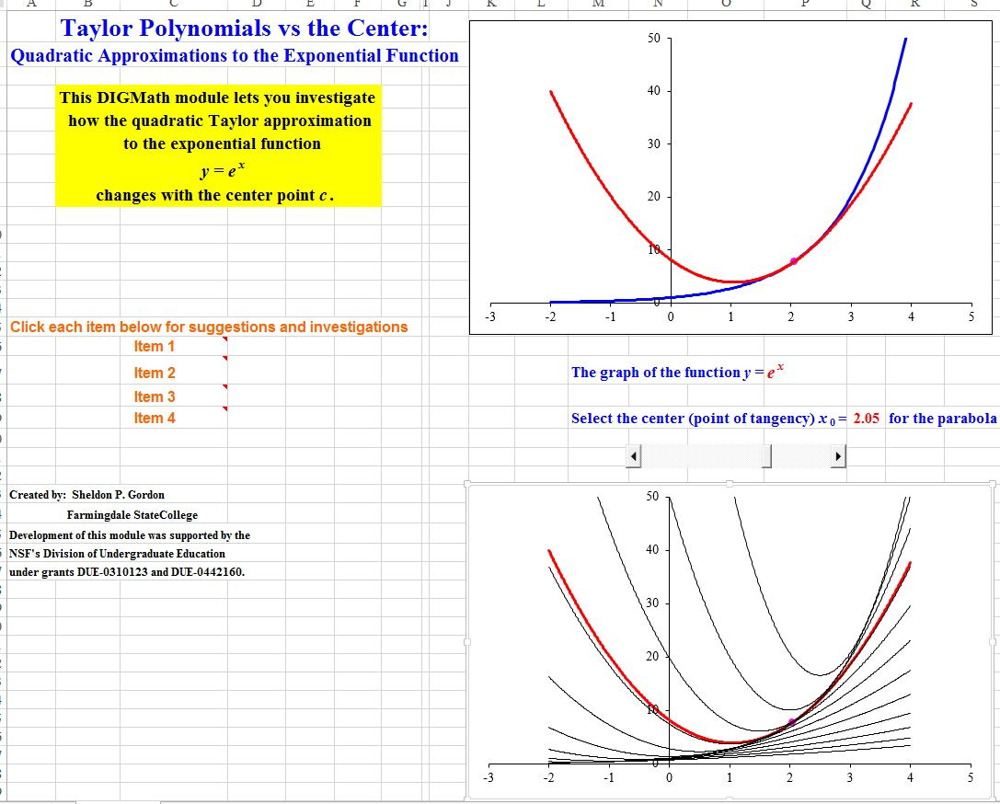 A B C D E F G I J K L M N O P Q R S
Taylor Polynomials vs the Center:
Quadratic Approximations to the Exponential Function
This DIGMath module lets you investigate
how the quadratic Taylor approximation
to the exponential function
y = e^x
changes with the center point c .
50
40
30
20
10
0
-3 -2 -1 0 1 2 3 4 5
Click each item below for suggestions and investigations
Item 1
Item 2
Item 3
Item 4
The graph of the function y = e^x
Select the center (point of tangency) x₀ = 2.05 for the parabola
Created by: Sheldon P. Gordon
Farmingdale StateCollege
Development of this module was supported by the
NSF's Division of Undergraduate Education
under grants DUE-0310123 and DUE-0442160.
50
40
30
20
10
0
-3 -2 -1 0 1 2 3 4 5